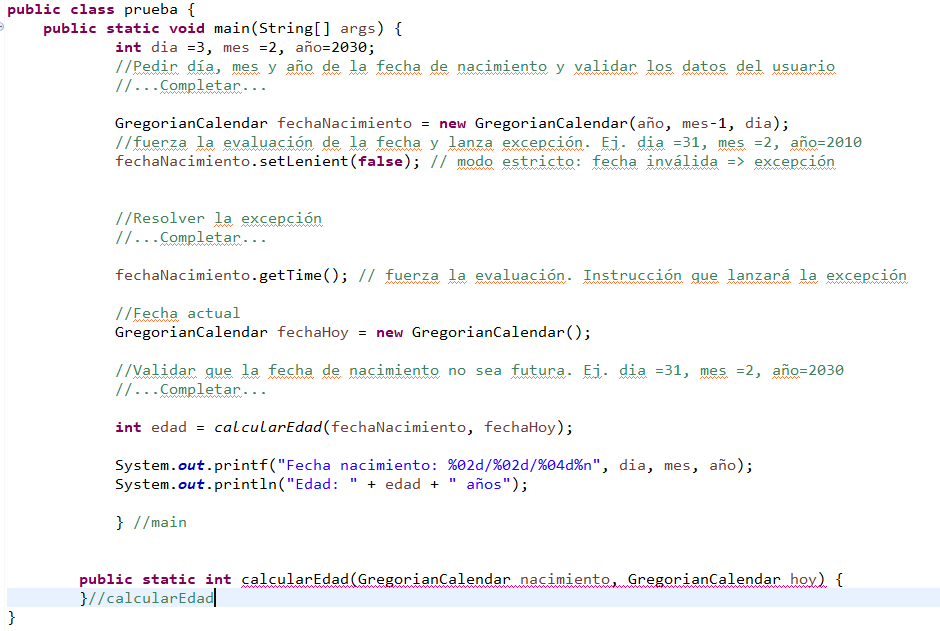 public class prueba {
public static void main(String[] args) {
int dia =3, mes =2, año=2030;
//Pedir día, mes y año de la fecha de nacimiento y validar los datos del usuario
//...Completar...
GregorianCalendar fechaNacimiento = new GregorianCalendar(año, mes-1, dia);
//fuerza la evaluación de la fecha y lanza excepción. Ej. dia =31, mes =2, año=2010
fechaNacimiento.setLenient(false); // modo estricto: fecha inválida => excepción
//Resolver la excepción
//...Completar...
fechaNacimiento.getTime(); // fuerza la evaluación. Instrucción que lanzará la excepción
//Fecha actual
GregorianCalendar fechaHoy = new GregorianCalendar();
//Validar que la fecha de nacimiento no sea futura. Ej. dia =31, mes =2, año=2030
//...Completar...
int edad = calcularEdad(fechaNacimiento, fechaHoy);
System.out.printf("Fecha nacimiento: %02d/%02d/%04d%n", dia, mes, año);
System.out.println("Edad: " + edad + " años");
} //main
public static int calcularEdad(GregorianCalendar nacimiento, GregorianCalendar hoy) {
}//calcularEdad
}